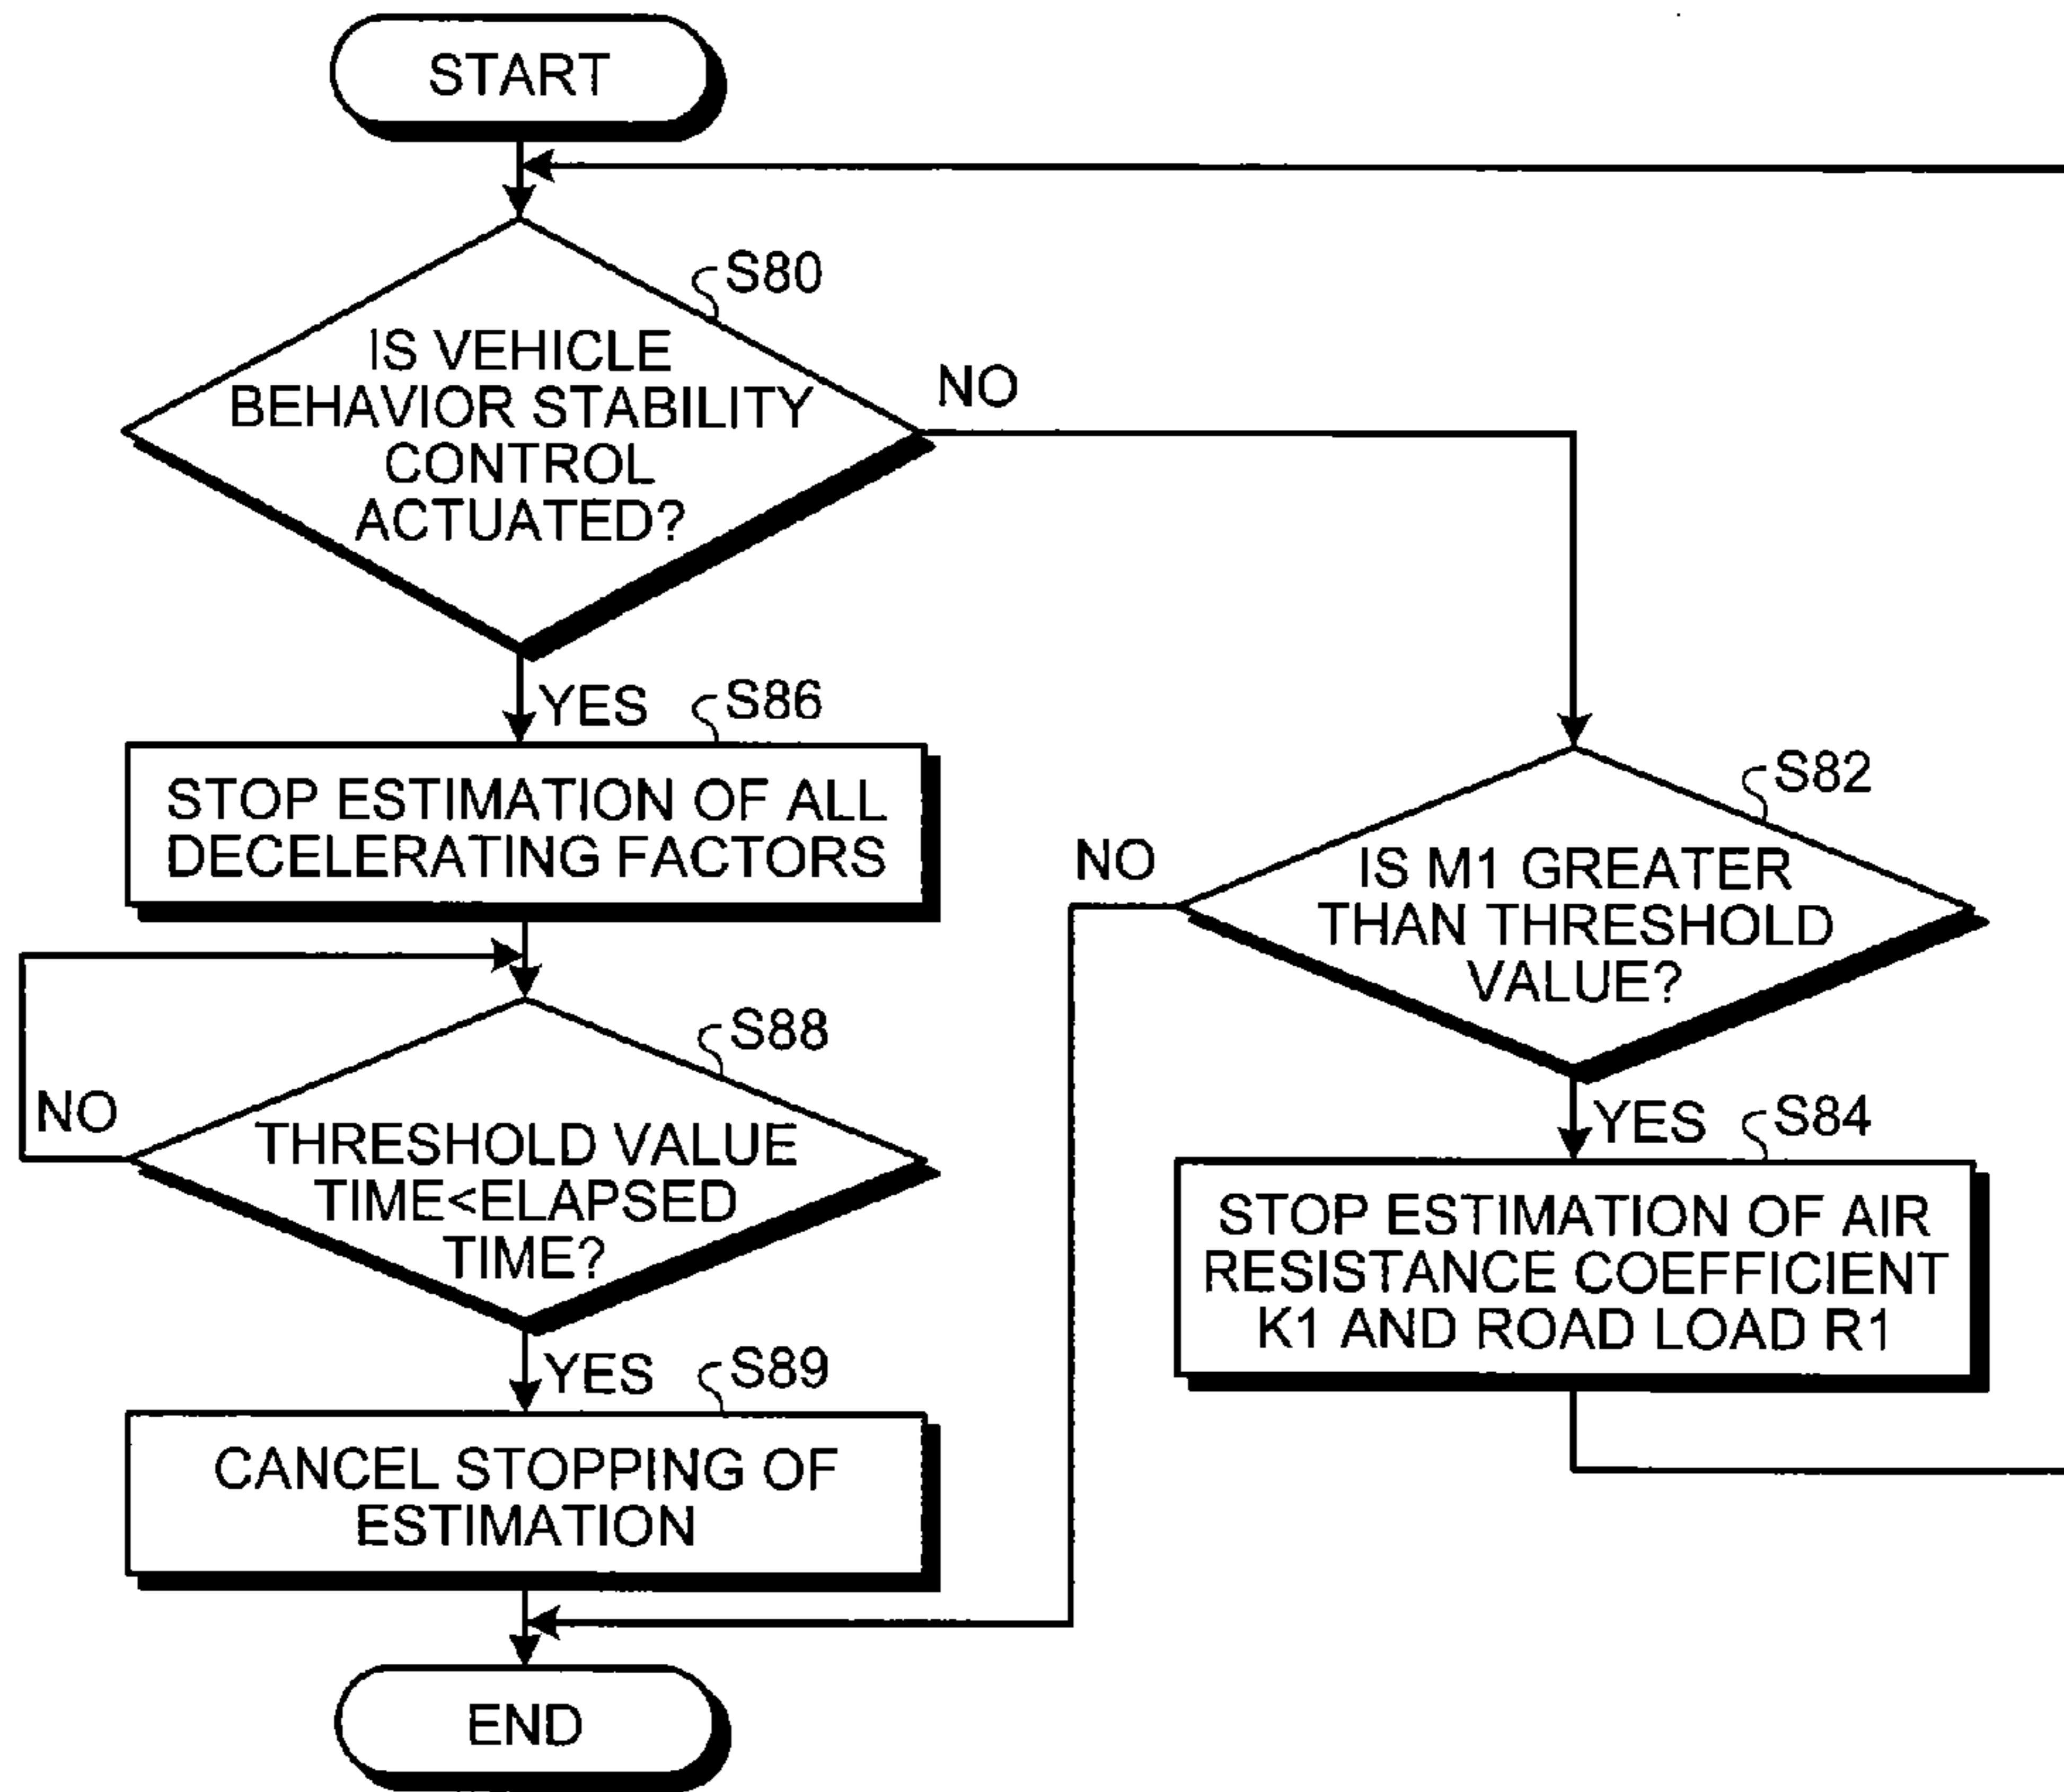 START
S80
IS VEHICLE
BEHAVIOR STABILITY
CONTROL
ACTUATED?
NO
YES
S86
STOP ESTIMATION OF ALL
DECELERATING FACTORS
S88
NO
THRESHOLD VALUE
TIME<ELAPSED
TIME?
YES
S89
CANCEL STOPPING OF
ESTIMATION
END
S82
NO
IS M1 GREATER
THAN THRESHOLD
VALUE?
YES
S84
STOP ESTIMATION OF AIR
RESISTANCE COEFFICIENT
K1 AND ROAD LOAD R1